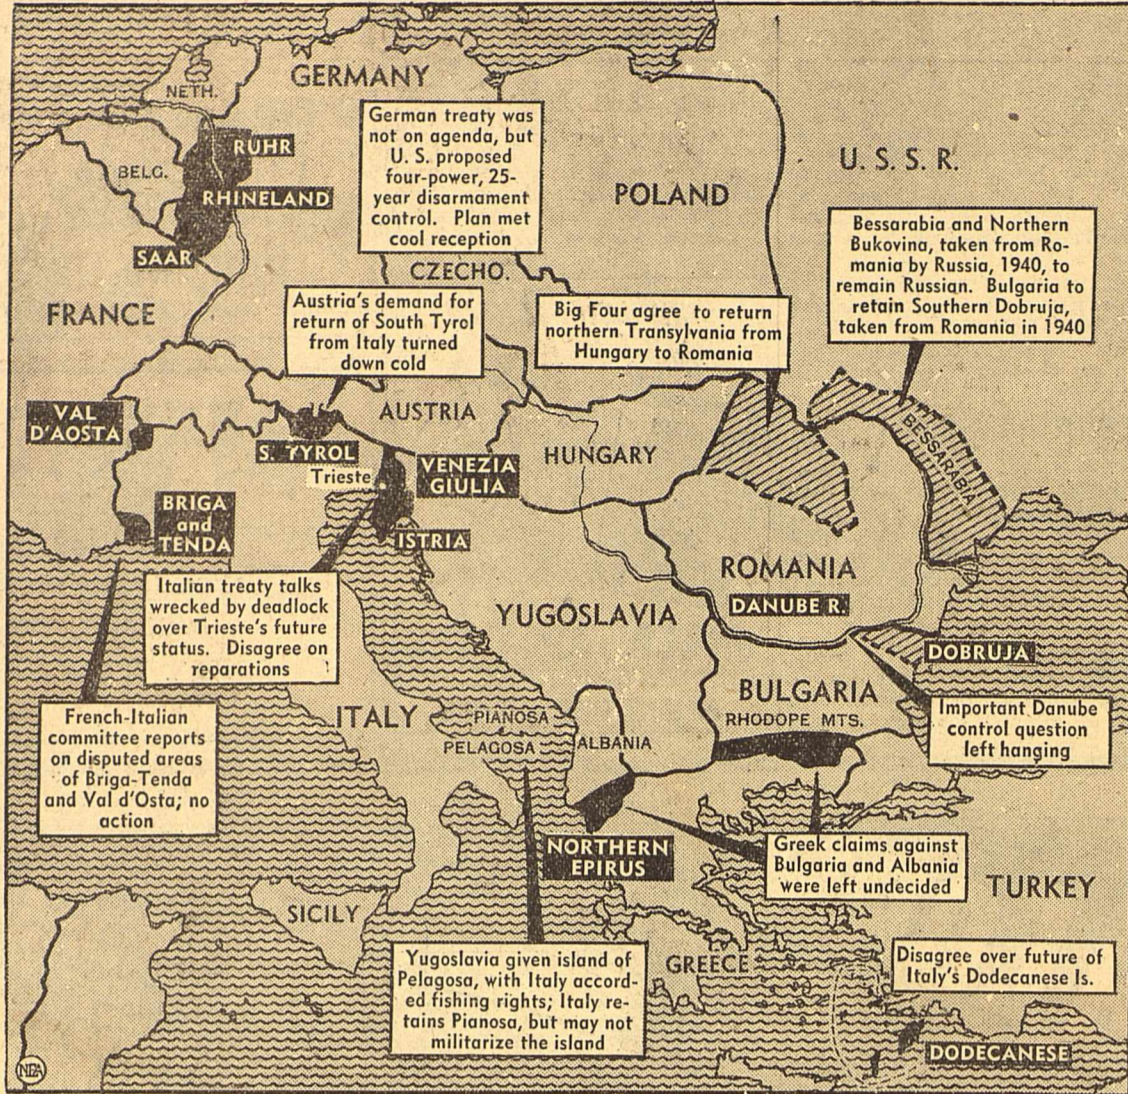 GERMANY
NETH.
German treaty was
not on agenda, but
U. S. proposed
four-power, 25-
year disarmament
control. Plan met
cool reception
RUHR
BELG.
RHINELAND
SAAR
U. S. S. R.
POLAND
Bessarabia and Northern
Bukovina, taken from Ro-
mania by Russia, 1940, to
remain Russian. Bulgaria to
retain Southern Dobruja,
taken from Romania in 1940
CZECHO.
FRANCE
Austria's demand for
return of South Tyrol
from Italy turned
down cold
Big Four agree to return
northern Transylvania from
Hungary to Romania
VAL
D'AOSTA
AUSTRIA
S. TYROL
HUNGARY
BESSARABIA
Trieste
VENEZIA
GIULIA
BRIGA
and
TENDA
ISTRIA
ROMANIA
DANUBE R.
Italian treaty talks
wrecked by deadlock
over Trieste's future
status. Disagree on
reparations
YUGOSLAVIA
DOBRUJA
BULGARIA
RHODOPE MTS.
Important Danube
control question
left hanging
French-Italian
committee reports
on disputed areas
of Briga-Tenda
and Val d'Osta; no
action
ITALY
PIANOSA
PELAGOSA
ALBANIA
NORTHERN
EPIRUS
Greek claims against
Bulgaria and Albania
were left undecided
TURKEY
SICILY
Yugoslavia given island of
Pelagosa, with Italy accord-
ed fishing rights; Italy re-
tains Pianosa, but may not
militarize the island
GREECE
Disagree over future of
Italy's Dodecanese Is.
DODECANESE
NEA